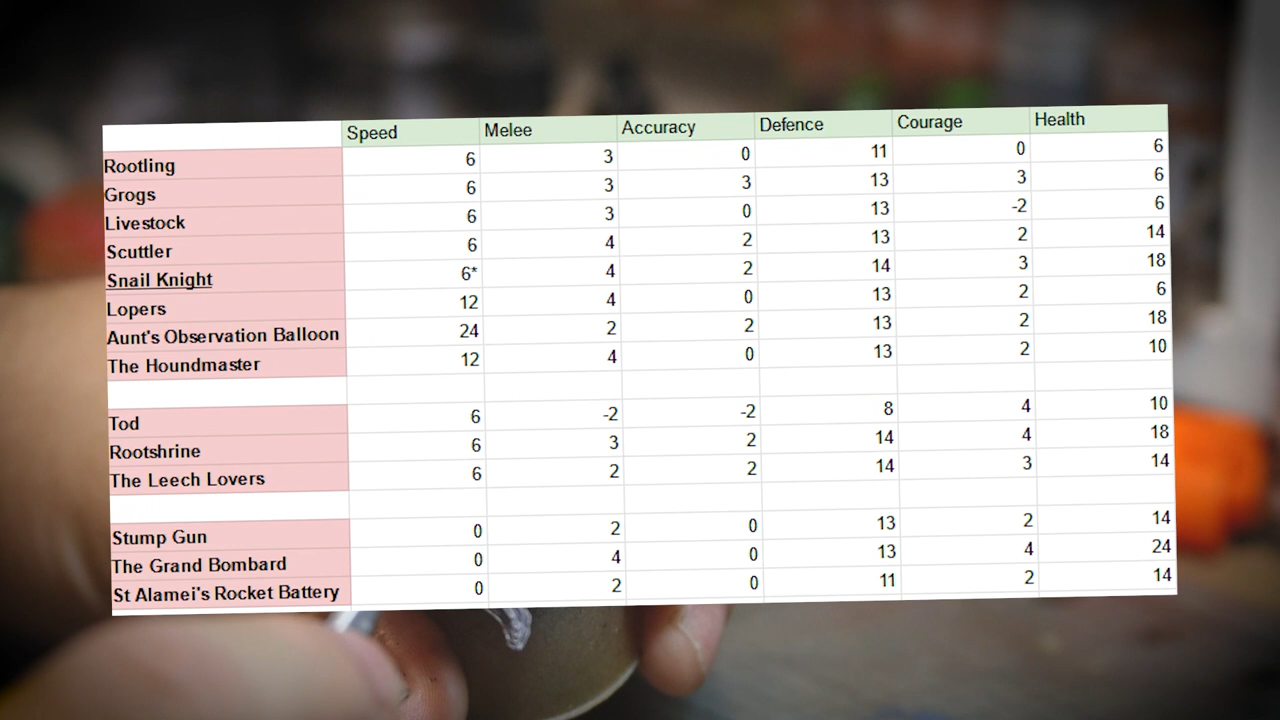 Speed Melee Accuracy Defence Courage Health
Rootling 6 3 0 11 0 6
Grogs 6 3 3 13 3 6
Livestock 6 3 0 13 -2 6
Scuttler 6 4 2 13 2 14
Snail Knight 6* 4 2 14 3 18
Lopers 12 4 0 13 2 6
Aunt's Observation Balloon 24 2 2 13 2 18
The Houndmaster 12 4 0 13 2 10
Tod 6 -2 -2 8 4 10
Rootshrine 6 3 2 14 4 18
The Leech Lovers 6 2 2 14 3 14
Stump Gun 0 2 0 13 2 14
The Grand Bombard 0 4 0 13 4 24
St Alamei's Rocket Battery 0 2 0 11 2 14